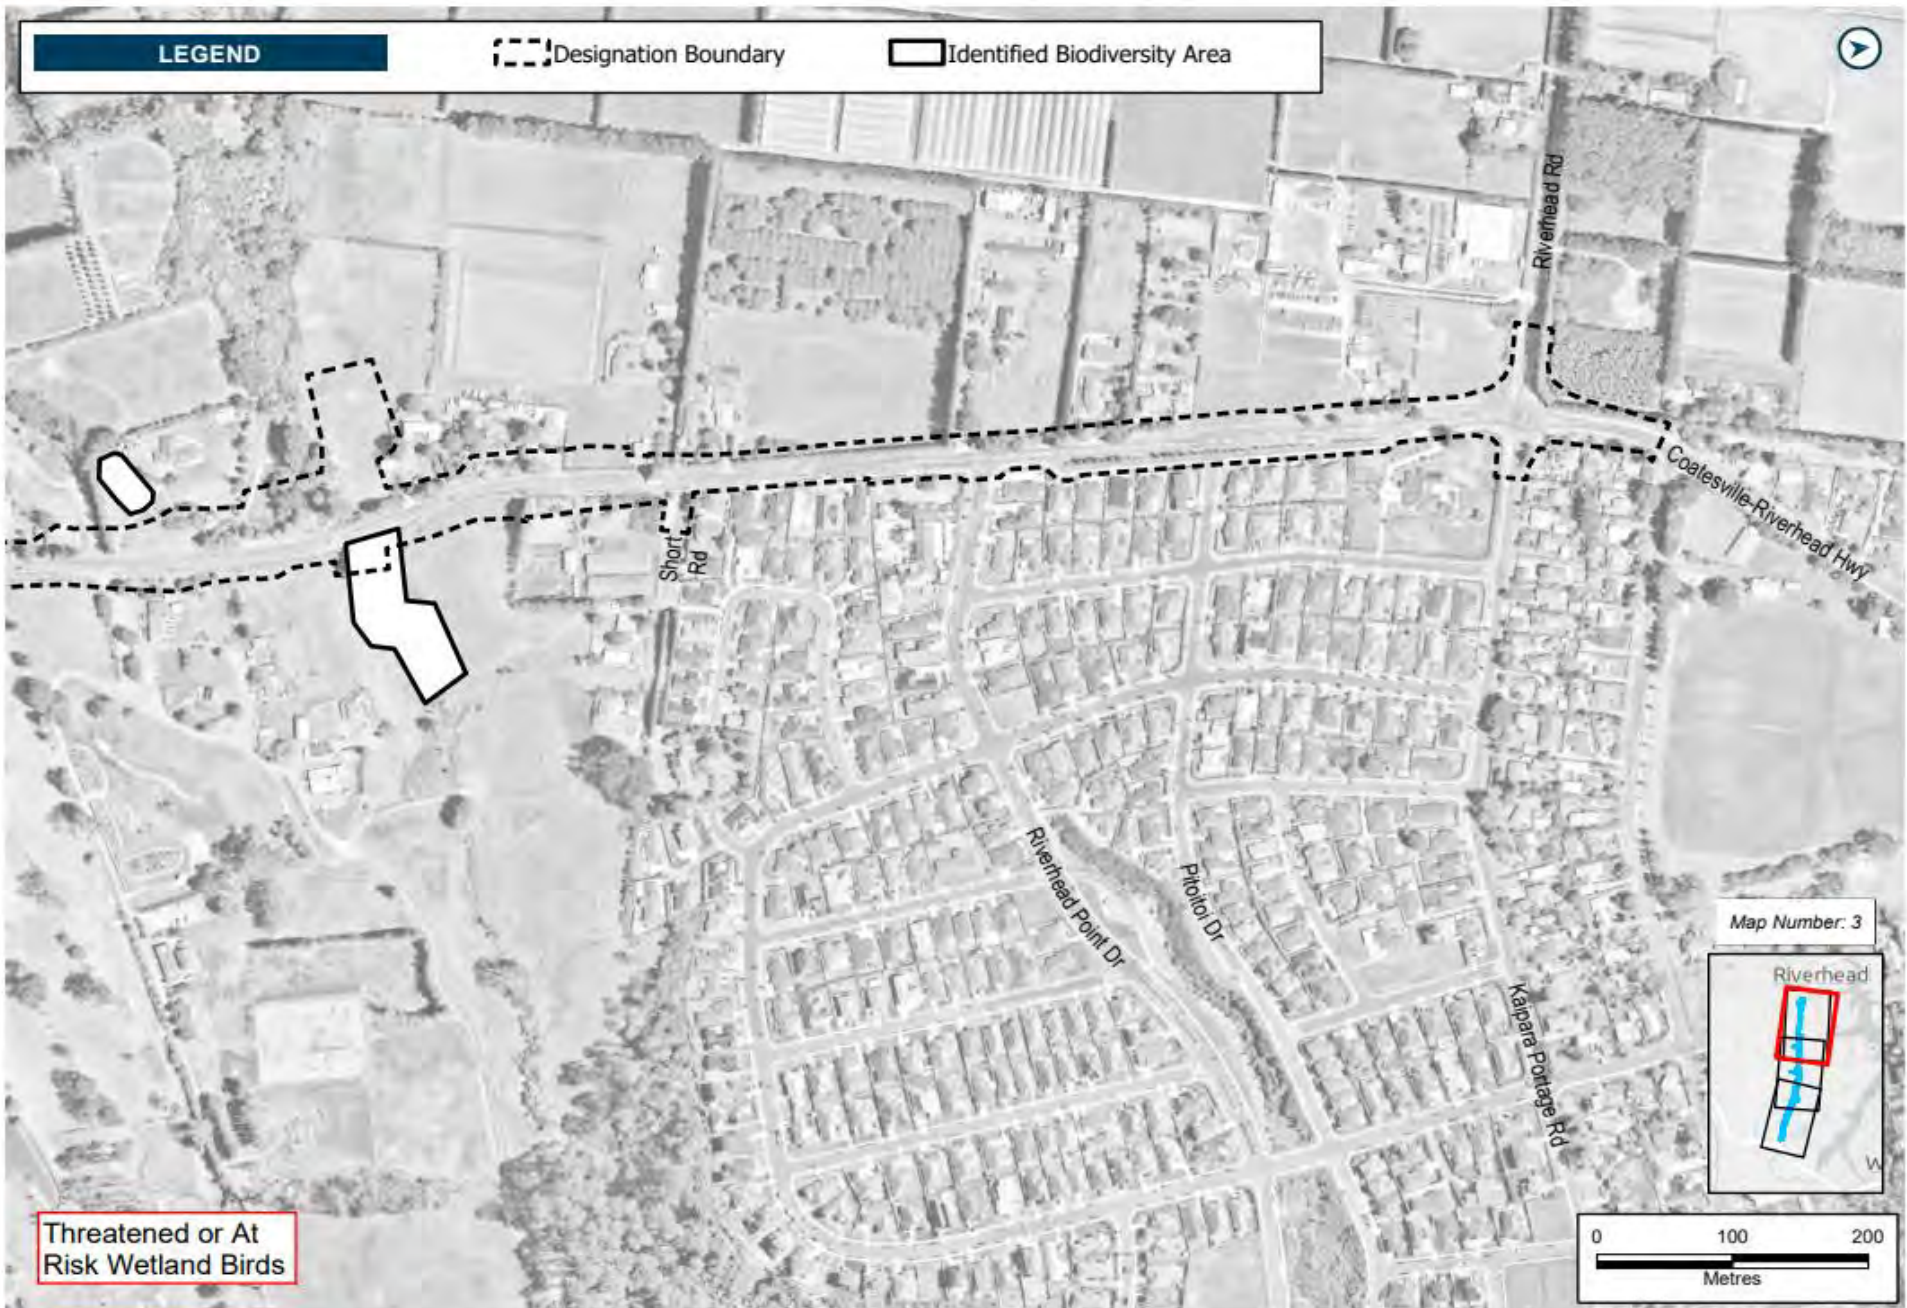 LEGEND
Designation Boundary
Identified Biodiversity Area
Riverhead Rd
Coatesville-Riverhead Hwy
Short
Rd
Riverhead Point Dr
Pitoitoi Dr
Kaipara Portage Rd
Map Number: 3
Riverhead
W
Threatened or At
Risk Wetland Birds
0 100 200
Metres